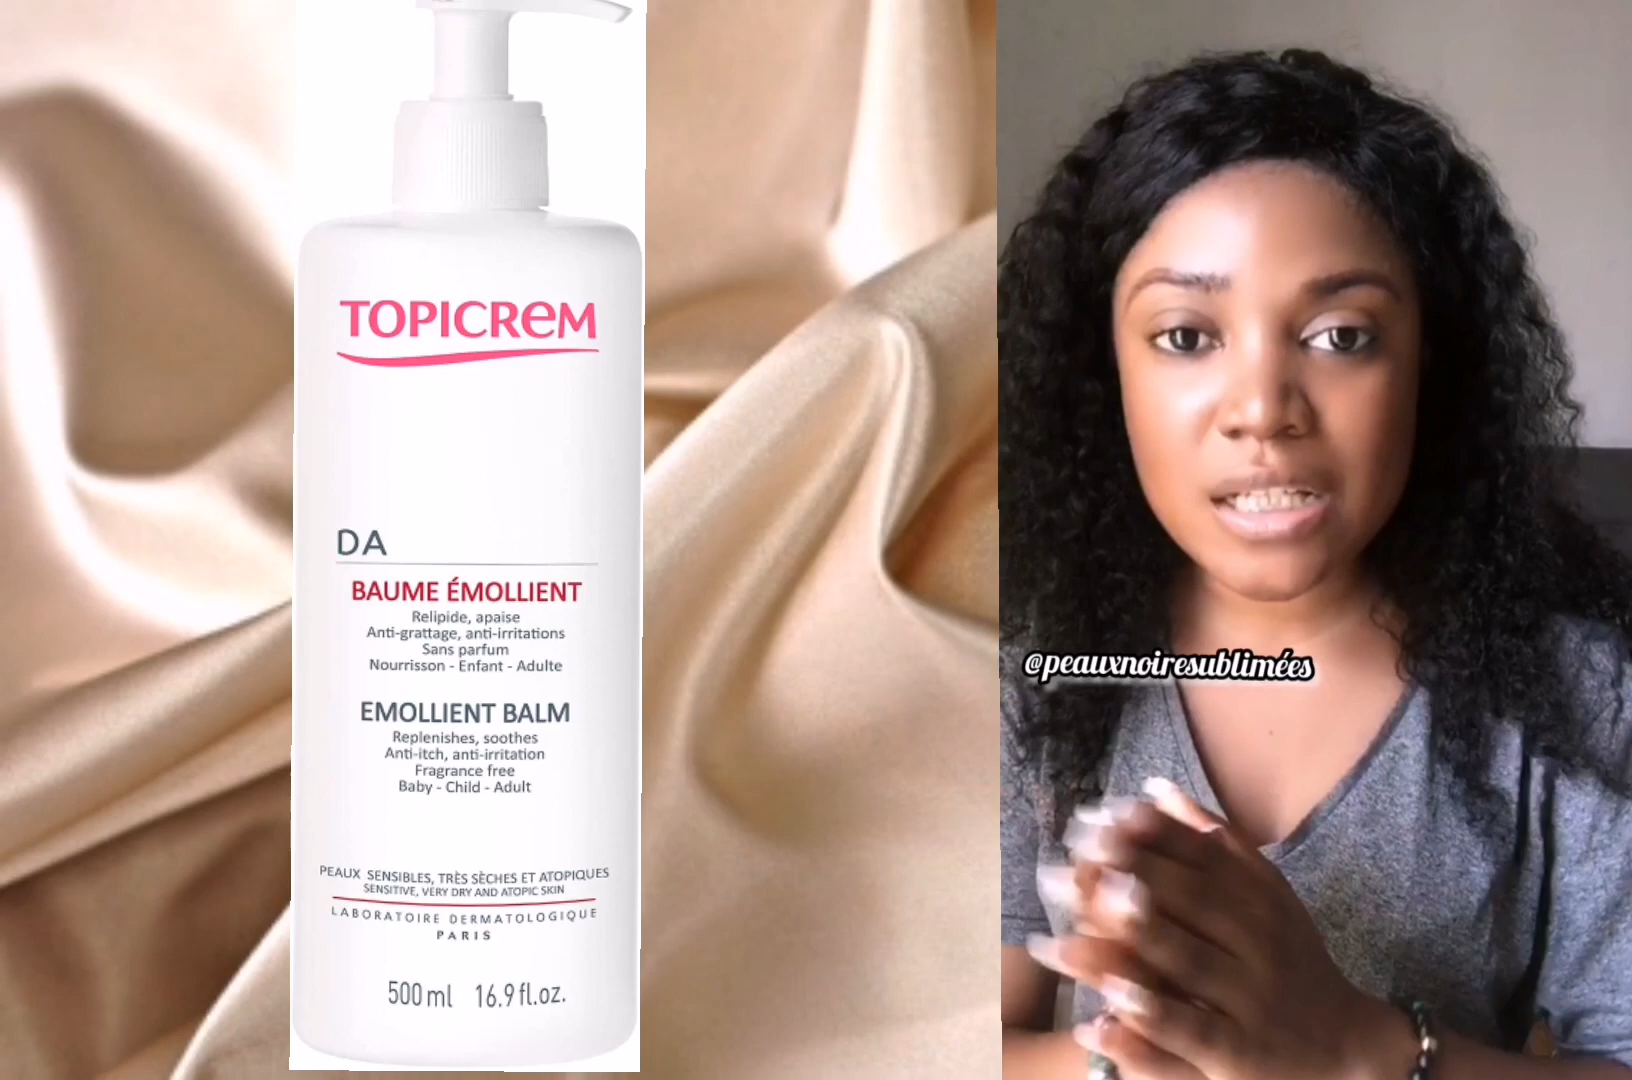 TOPICREM
DA
BAUME ÉMOLLIENT
Relipide, apaise
Anti-grattage, anti-irritations
Sans parfum
Nourrisson - Enfant - Adulte
EMOLLIENT BALM
Replenishes, soothes
Anti-itch, anti-irritation
Fragrance free
Baby - Child - Adult
PEAUX SENSIBLES, TRÈS SÈCHES ET ATOPIQUES
SENSITIVE, VERY DRY AND ATOPIC SKIN
LABORATOIRE DERMATOLOGIQUE
PARIS
500 ml 16.9 fl.oz.
@peauxnoiresublimées